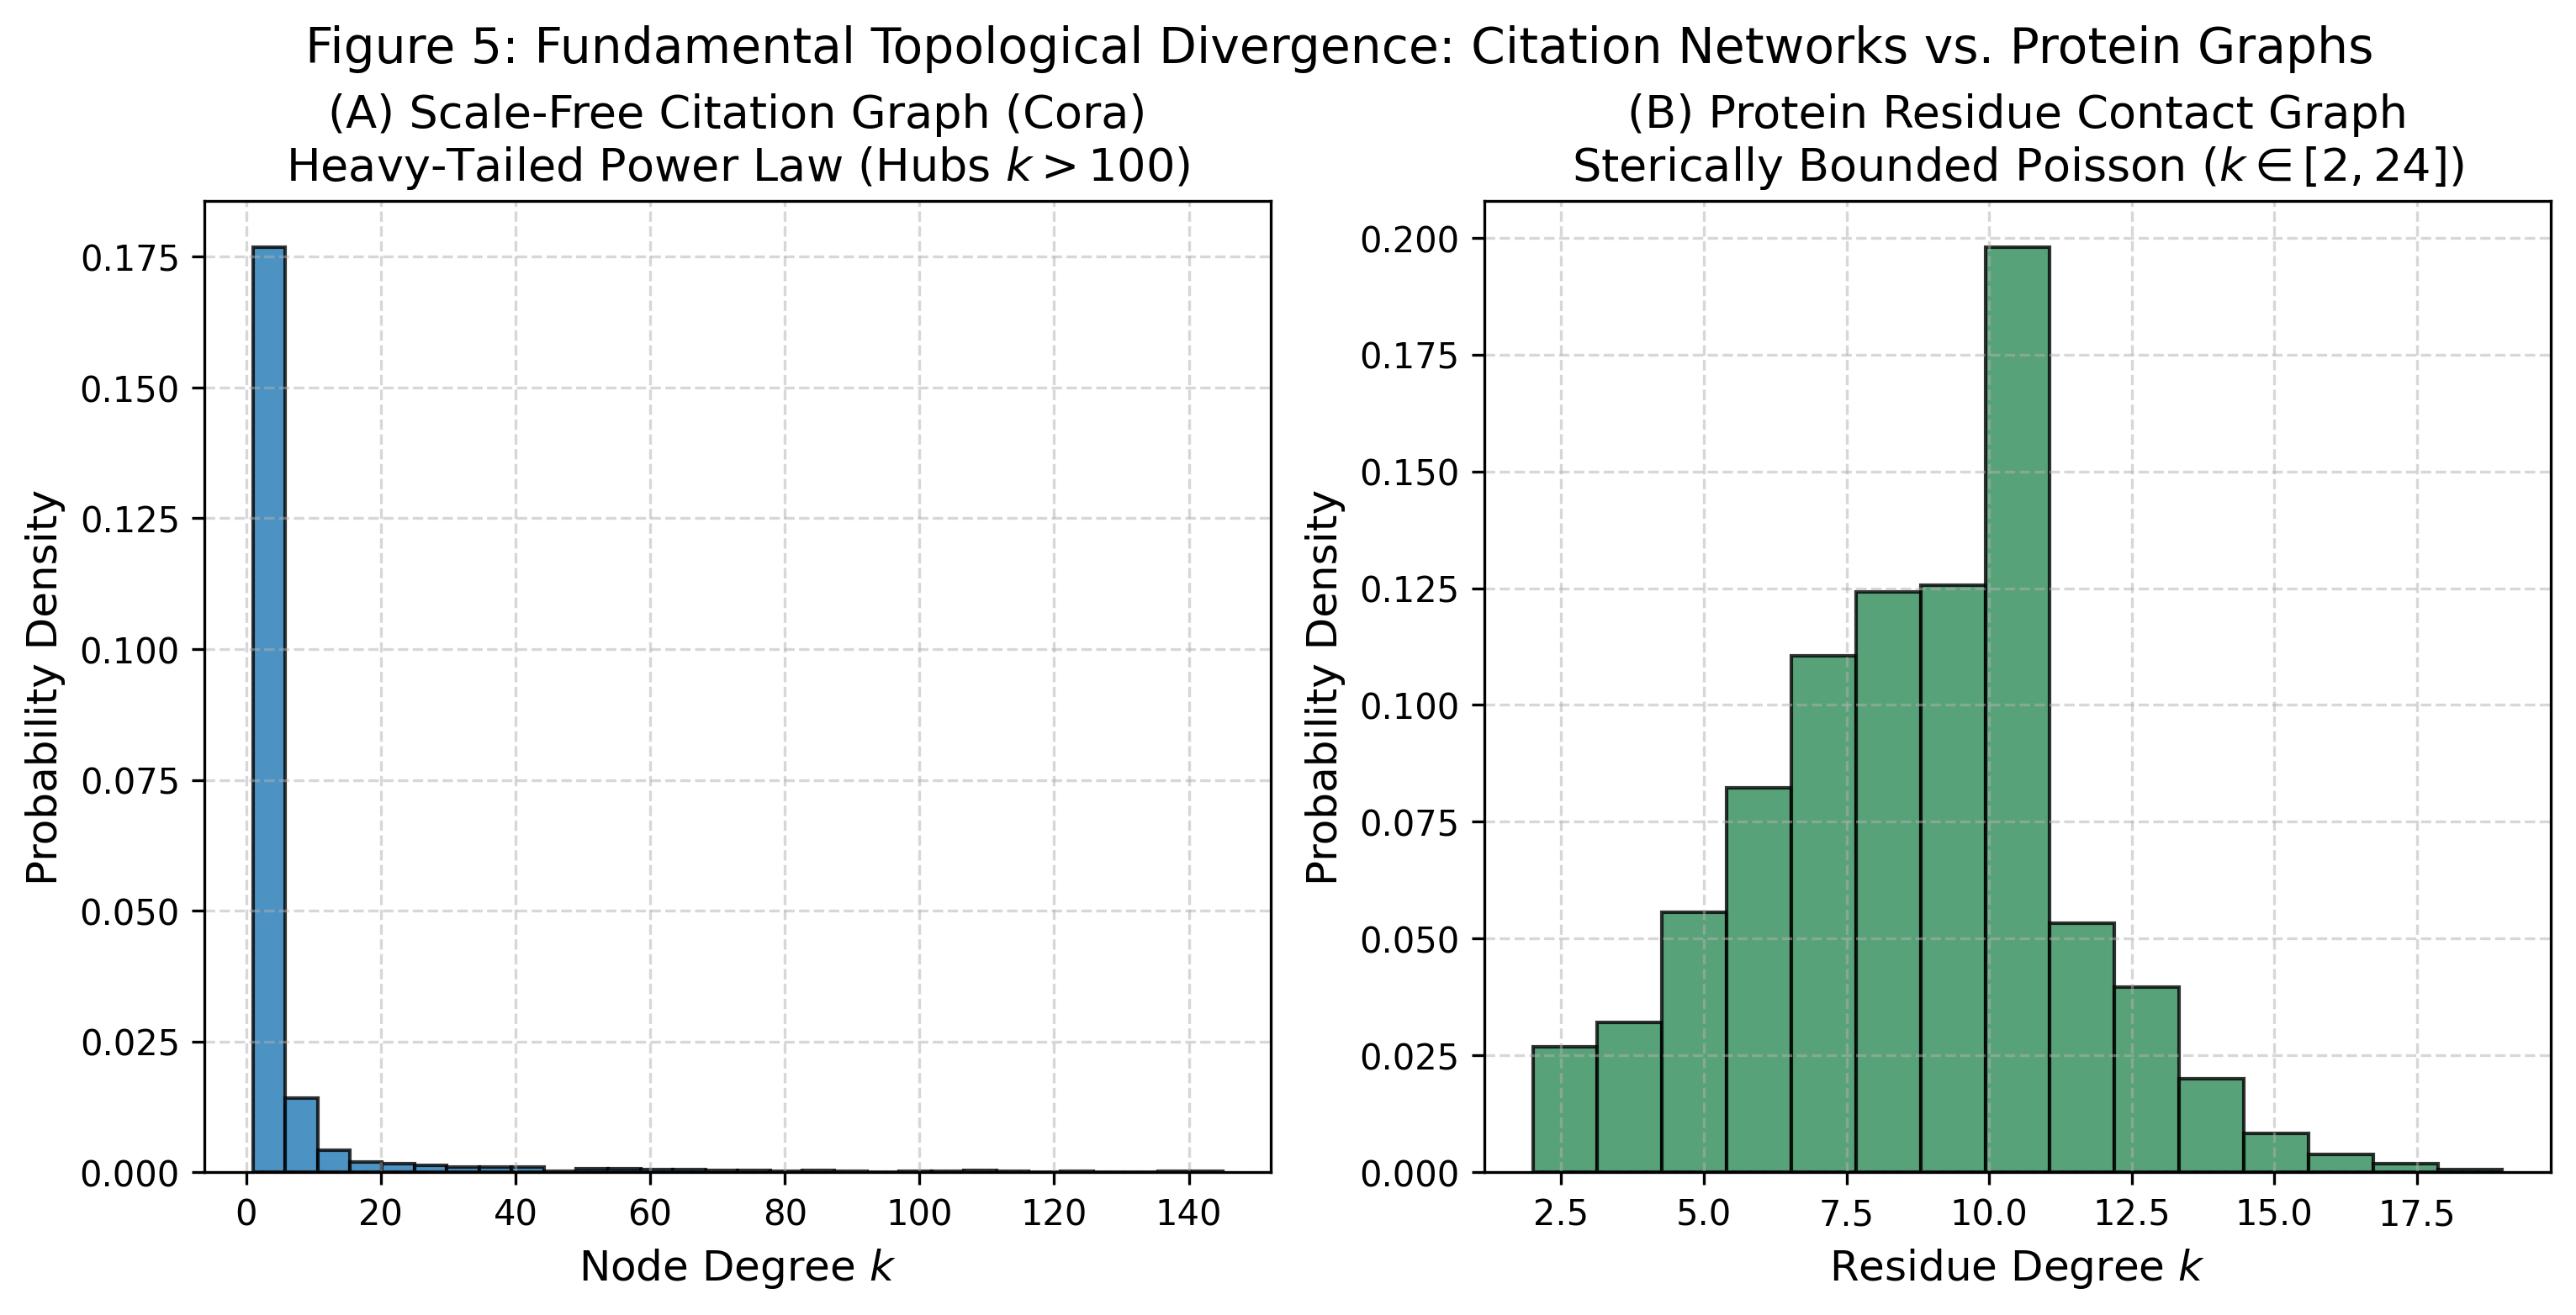 Figure 5: Fundamental Topological Divergence: Citation Networks vs. Protein Graphs
(A) Scale-Free Citation Graph (Cora)
Heavy-Tailed Power Law (Hubs k > 100)
0.175
0.150
0.125
0.100
0.075
0.050
0.025
0.000
Probability Density
0 20 40 60 80 100 120 140
Node Degree k
(B) Protein Residue Contact Graph
Sterically Bounded Poisson (k ∈ [2, 24])
0.200
0.175
0.150
0.125
0.100
0.075
0.050
0.025
0.000
Probability Density
2.5 5.0 7.5 10.0 12.5 15.0 17.5
Residue Degree k